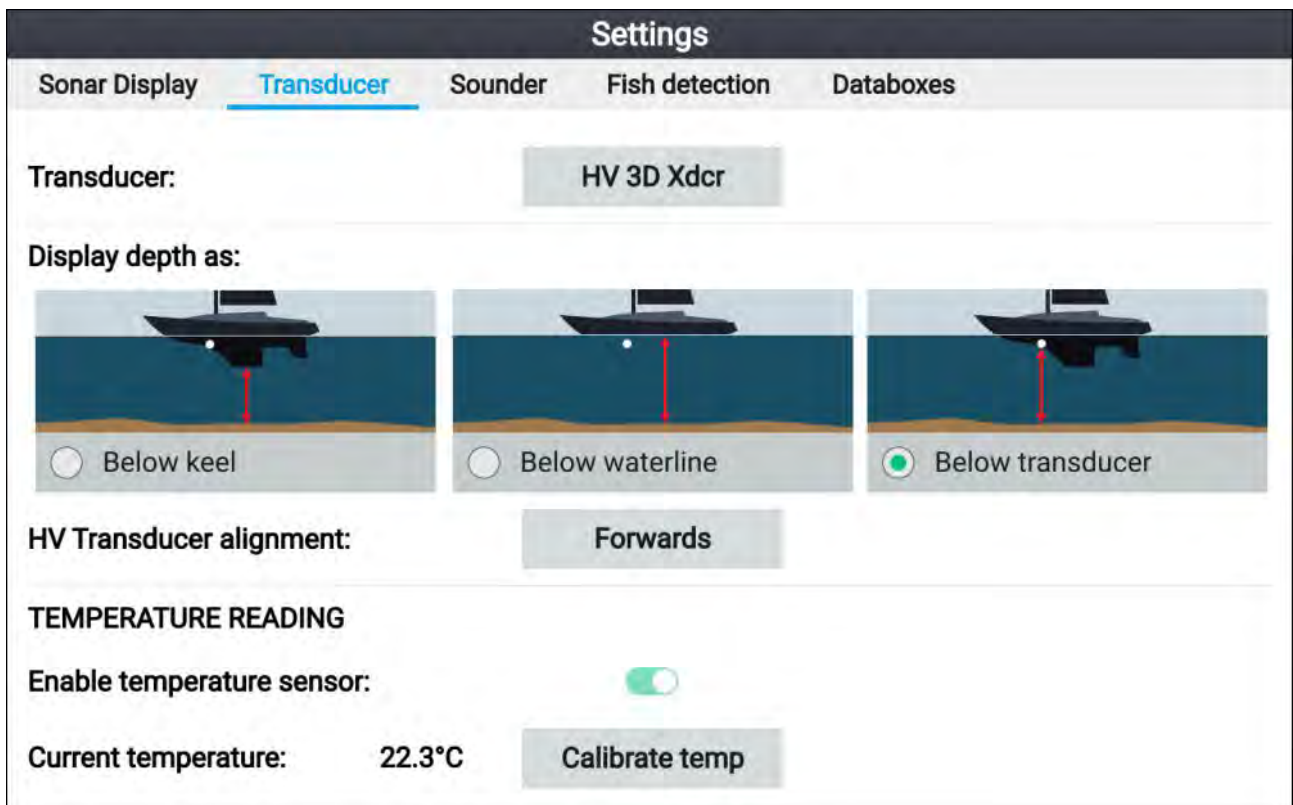 Settings
Sonar Display Transducer Sounder Fish detection Databoxes
Transducer: HV 3D Xdcr
Display depth as:
Below keel Below waterline Below transducer
HV Transducer alignment: Forwards
TEMPERATURE READING
Enable temperature sensor:
Current temperature: 22.3°C Calibrate temp